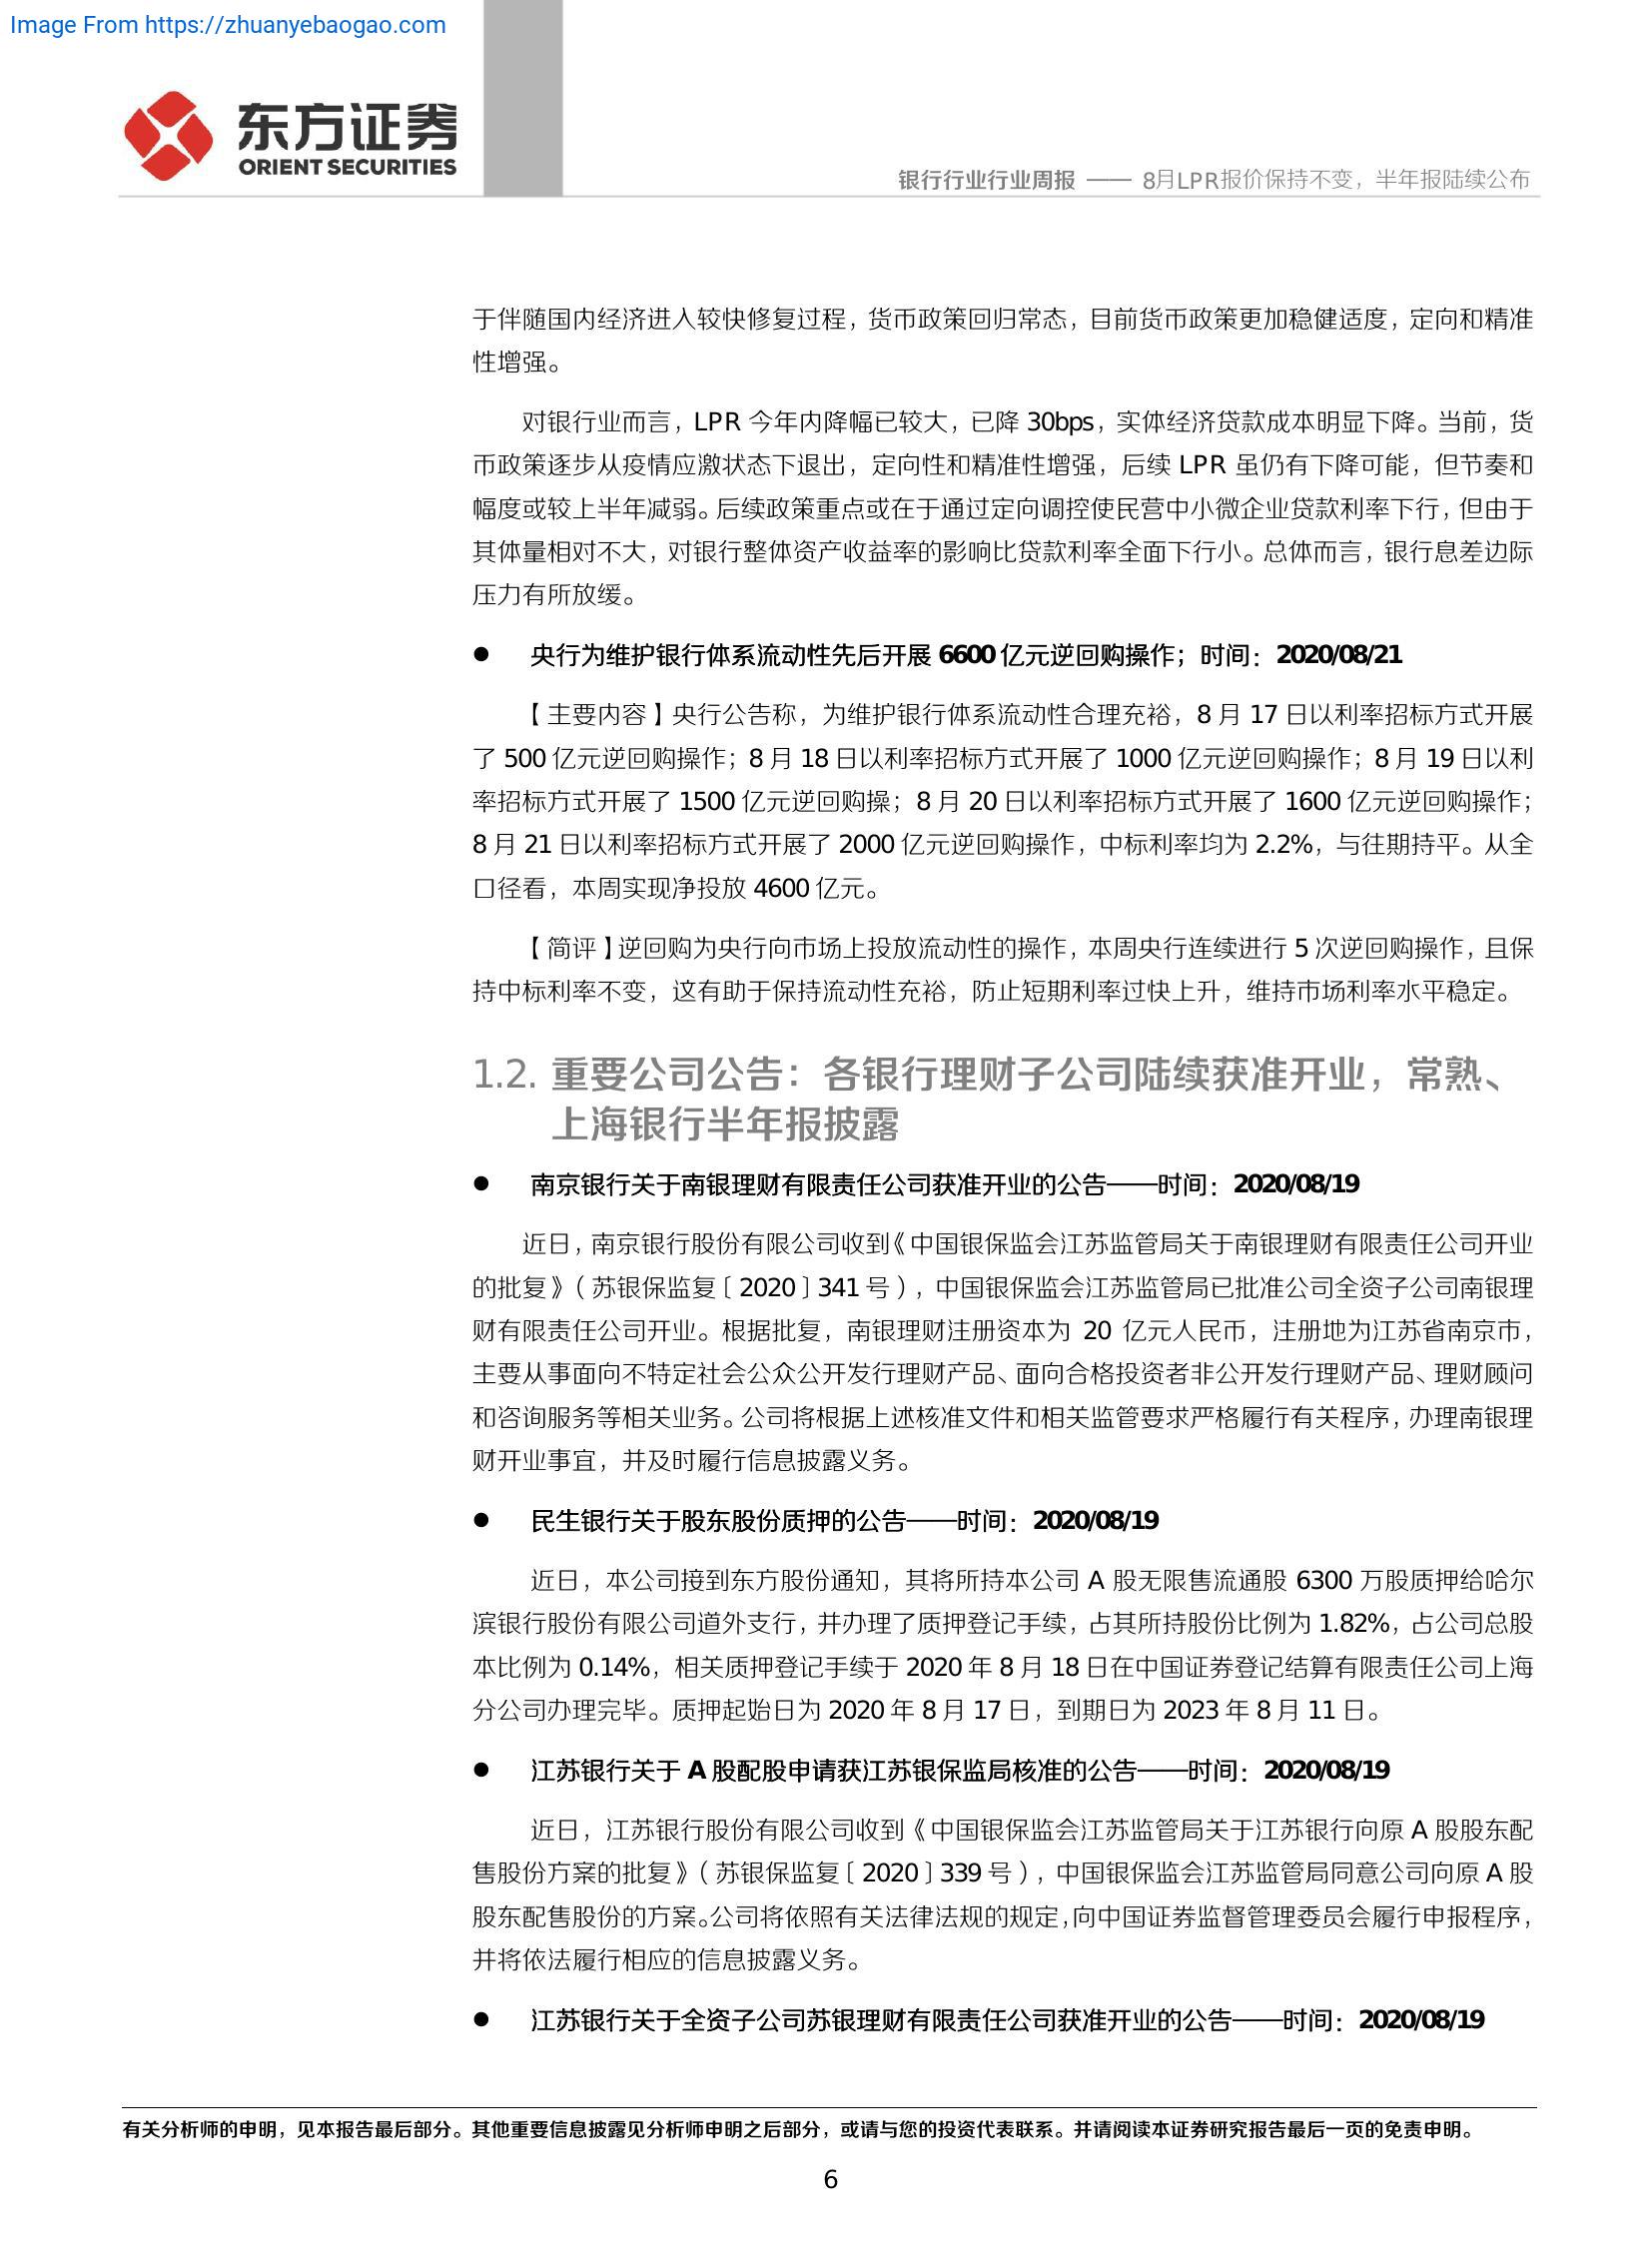 Image From https://zhuanyebaogao.com
东方证券
ORIENT SECURITIES
银行行业行业周报 —— 8月LPR报价保持不变，半年报陆续公布
于伴随国内经济进入较快修复过程，货币政策回归常态，目前货币政策更加稳健适度，定向和精准
性增强。
对银行业而言，LPR 今年内降幅已较大，已降 30bps，实体经济贷款成本明显下降。当前，货
币政策逐步从疫情应激状态下退出，定向性和精准性增强，后续 LPR 虽仍有下降可能，但节奏和
幅度或较上半年减弱。后续政策重点或在于通过定向调控使民营中小微企业贷款利率下行，但由于
其体量相对不大，对银行整体资产收益率的影响比贷款利率全面下行小。总体而言，银行息差边际
压力有所放缓。
● 央行为维护银行体系流动性先后开展 6600 亿元逆回购操作；时间：2020/08/21
【主要内容】央行公告称，为维护银行体系流动性合理充裕，8 月 17 日以利率招标方式开展
了 500 亿元逆回购操作；8 月 18 日以利率招标方式开展了 1000 亿元逆回购操作；8 月 19 日以利
率招标方式开展了 1500 亿元逆回购操；8 月 20 日以利率招标方式开展了 1600 亿元逆回购操作；
8 月 21 日以利率招标方式开展了 2000 亿元逆回购操作，中标利率均为 2.2%，与往期持平。从全
口径看，本周实现净投放 4600 亿元。
【简评】逆回购为央行向市场上投放流动性的操作，本周央行连续进行 5 次逆回购操作，且保
持中标利率不变，这有助于保持流动性充裕，防止短期利率过快上升，维持市场利率水平稳定。
1.2. 重要公司公告：各银行理财子公司陆续获准开业，常熟、
上海银行半年报披露
● 南京银行关于南银理财有限责任公司获准开业的公告——时间：2020/08/19
近日，南京银行股份有限公司收到《中国银保监会江苏监管局关于南银理财有限责任公司开业
的批复》（苏银保监复〔2020〕341 号），中国银保监会江苏监管局已批准公司全资子公司南银理
财有限责任公司开业。根据批复，南银理财注册资本为 20 亿元人民币，注册地为江苏省南京市，
主要从事面向不特定社会公众公开发行理财产品、面向合格投资者非公开发行理财产品、理财顾问
和咨询服务等相关业务。公司将根据上述核准文件和相关监管要求严格履行有关程序，办理南银理
财开业事宜，并及时履行信息披露义务。
● 民生银行关于股东股份质押的公告——时间：2020/08/19
近日，本公司接到东方股份通知，其将所持本公司 A 股无限售流通股 6300 万股质押给哈尔
滨银行股份有限公司道外支行，并办理了质押登记手续，占其所持股份比例为 1.82%，占公司总股
本比例为 0.14%，相关质押登记手续于 2020 年 8 月 18 日在中国证券登记结算有限责任公司上海
分公司办理完毕。质押起始日为 2020 年 8 月 17 日，到期日为 2023 年 8 月 11 日。
● 江苏银行关于 A 股配股申请获江苏银保监局核准的公告——时间：2020/08/19
近日，江苏银行股份有限公司收到《中国银保监会江苏监管局关于江苏银行向原 A 股股东配
售股份方案的批复》（苏银保监复〔2020〕339 号），中国银保监会江苏监管局同意公司向原 A 股
股东配售股份的方案。公司将依照有关法律法规的规定，向中国证券监督管理委员会履行申报程序，
并将依法履行相应的信息披露义务。
● 江苏银行关于全资子公司苏银理财有限责任公司获准开业的公告——时间：2020/08/19
有关分析师的申明，见本报告最后部分。其他重要信息披露见分析师申明之后部分，或请与您的投资代表联系。并请阅读本证券研究报告最后一页的免责申明。
6